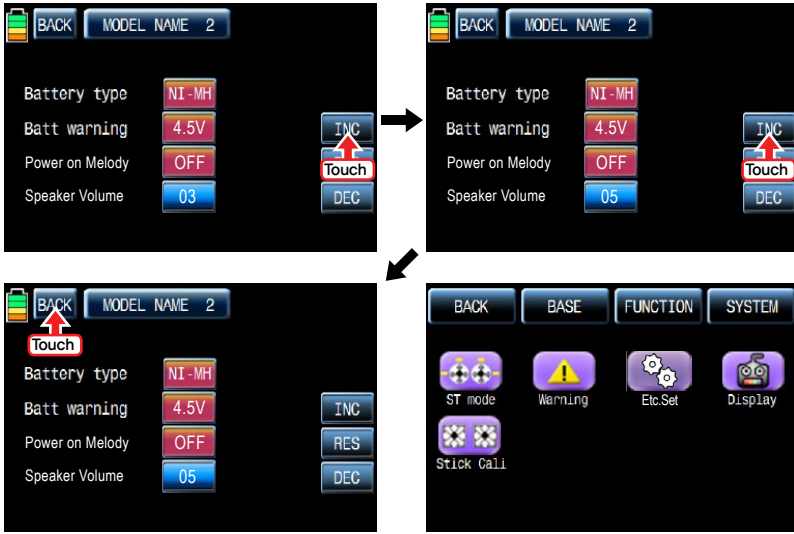 BACK MODEL NAME 2
Battery type NI-MH
Batt warning 4.5V INC
Power on Melody OFF Touch
Speaker Volume 03 DEC
BACK MODEL NAME 2
Battery type NI-MH
Batt warning 4.5V INC
Power on Melody OFF Touch
Speaker Volume 05 DEC
BACK MODEL NAME 2
Touch
Battery type NI-MH
Batt warning 4.5V INC
Power on Melody OFF RES
Speaker Volume 05 DEC
BACK BASE FUNCTION SYSTEM
ST mode Warning Etc.Set Display
Stick Cali